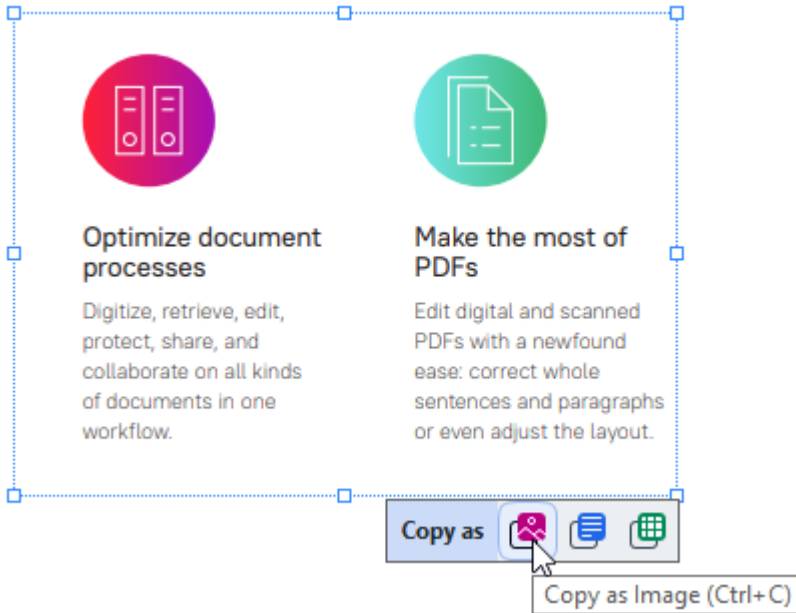 Optimize document
processes
Digitize, retrieve, edit,
protect, share, and
collaborate on all kinds
of documents in one
workflow.
Make the most of
PDFs
Edit digital and scanned
PDFs with a newfound
ease: correct whole
sentences and paragraphs
or even adjust the layout.
Copy as
Copy as Image (Ctrl+C)